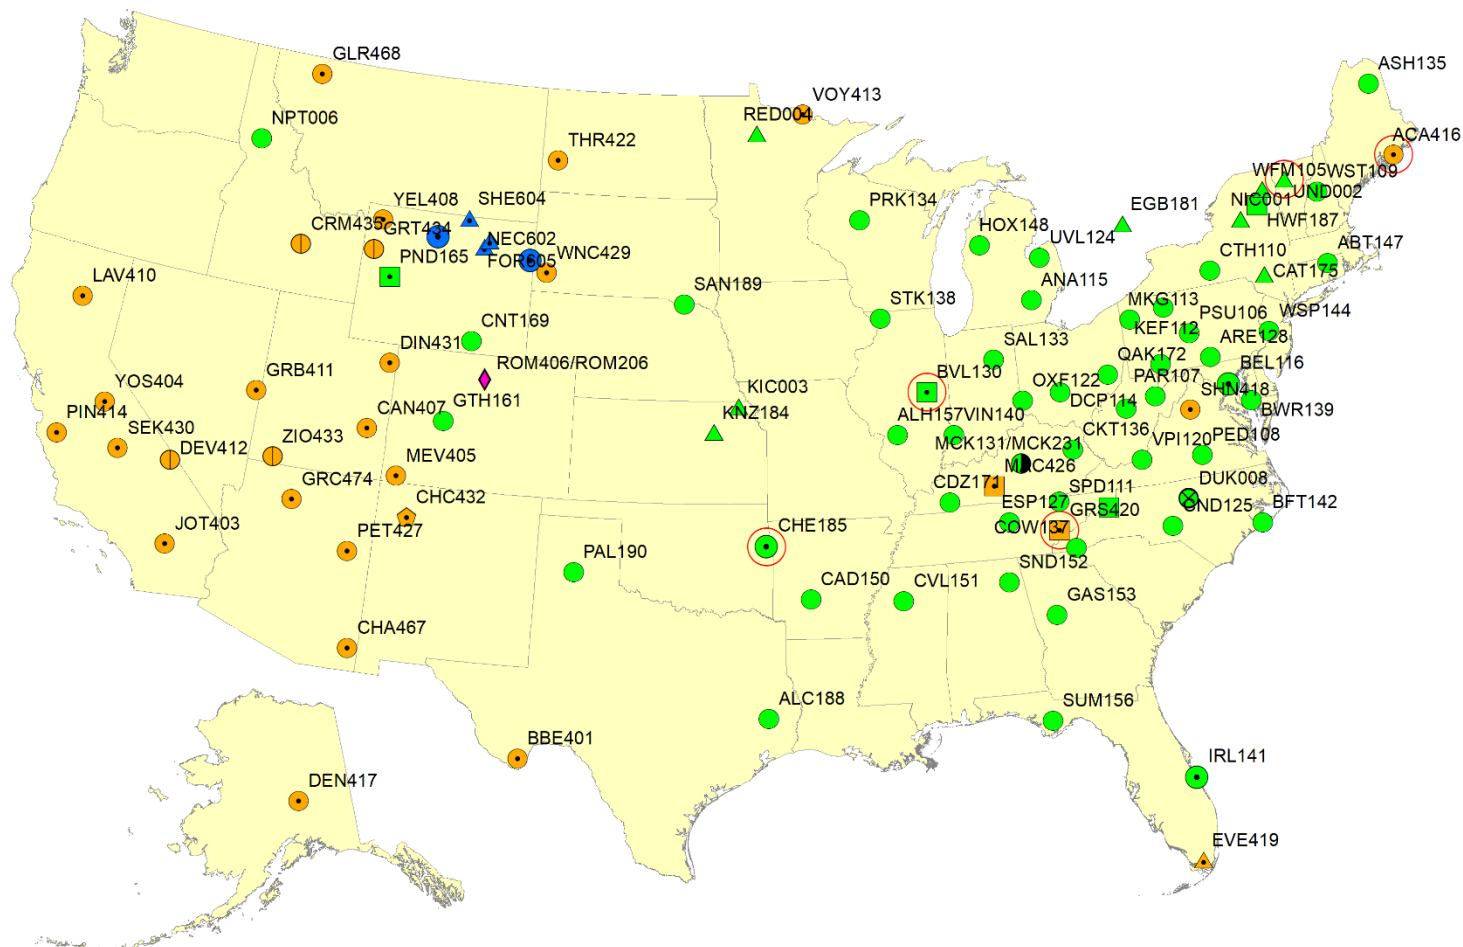 GLR468
ASH135
VOY413
RED004
NPT006
ACA416
THR422
WFM105
WST109
YEL408
SHE604
NIC001
UND002
PRK134
EGB181
HWF187
CRM435
GRT434
HOX148
UVL124
NEC602
PND165
WNC429
FOR605
CTH110
ABT147
CAT175
LAV410
SAN189
ANA115
STK138
MKG113
PSU106
WSP144
KEF112
ARE128
CNT169
SAL133
DIN431
ROM406/ROM206
BVL130
QAK172
BEL116
GRB411
YOS404
KIC003
OXF122
PAR107
SHN418
DCP114
BWR139
PIN414
CAN407
GTH161
KNZ184
ALH157
VIN140
CKT136
SEK430
DEV412
ZIO433
MCK131/MCK231
VPI120
PED108
MEV405
MAC426
GRC474
CHC432
CDZ171
SPD111
DUK008
ESP127
GRS420
CND125
BFT142
JOT403
PET427
CHE185
COW137
PAL190
SND152
CAD150
CVL151
GAS153
CHA467
ALC188
SUM156
BBE401
IRL141
DEN417
EVE419